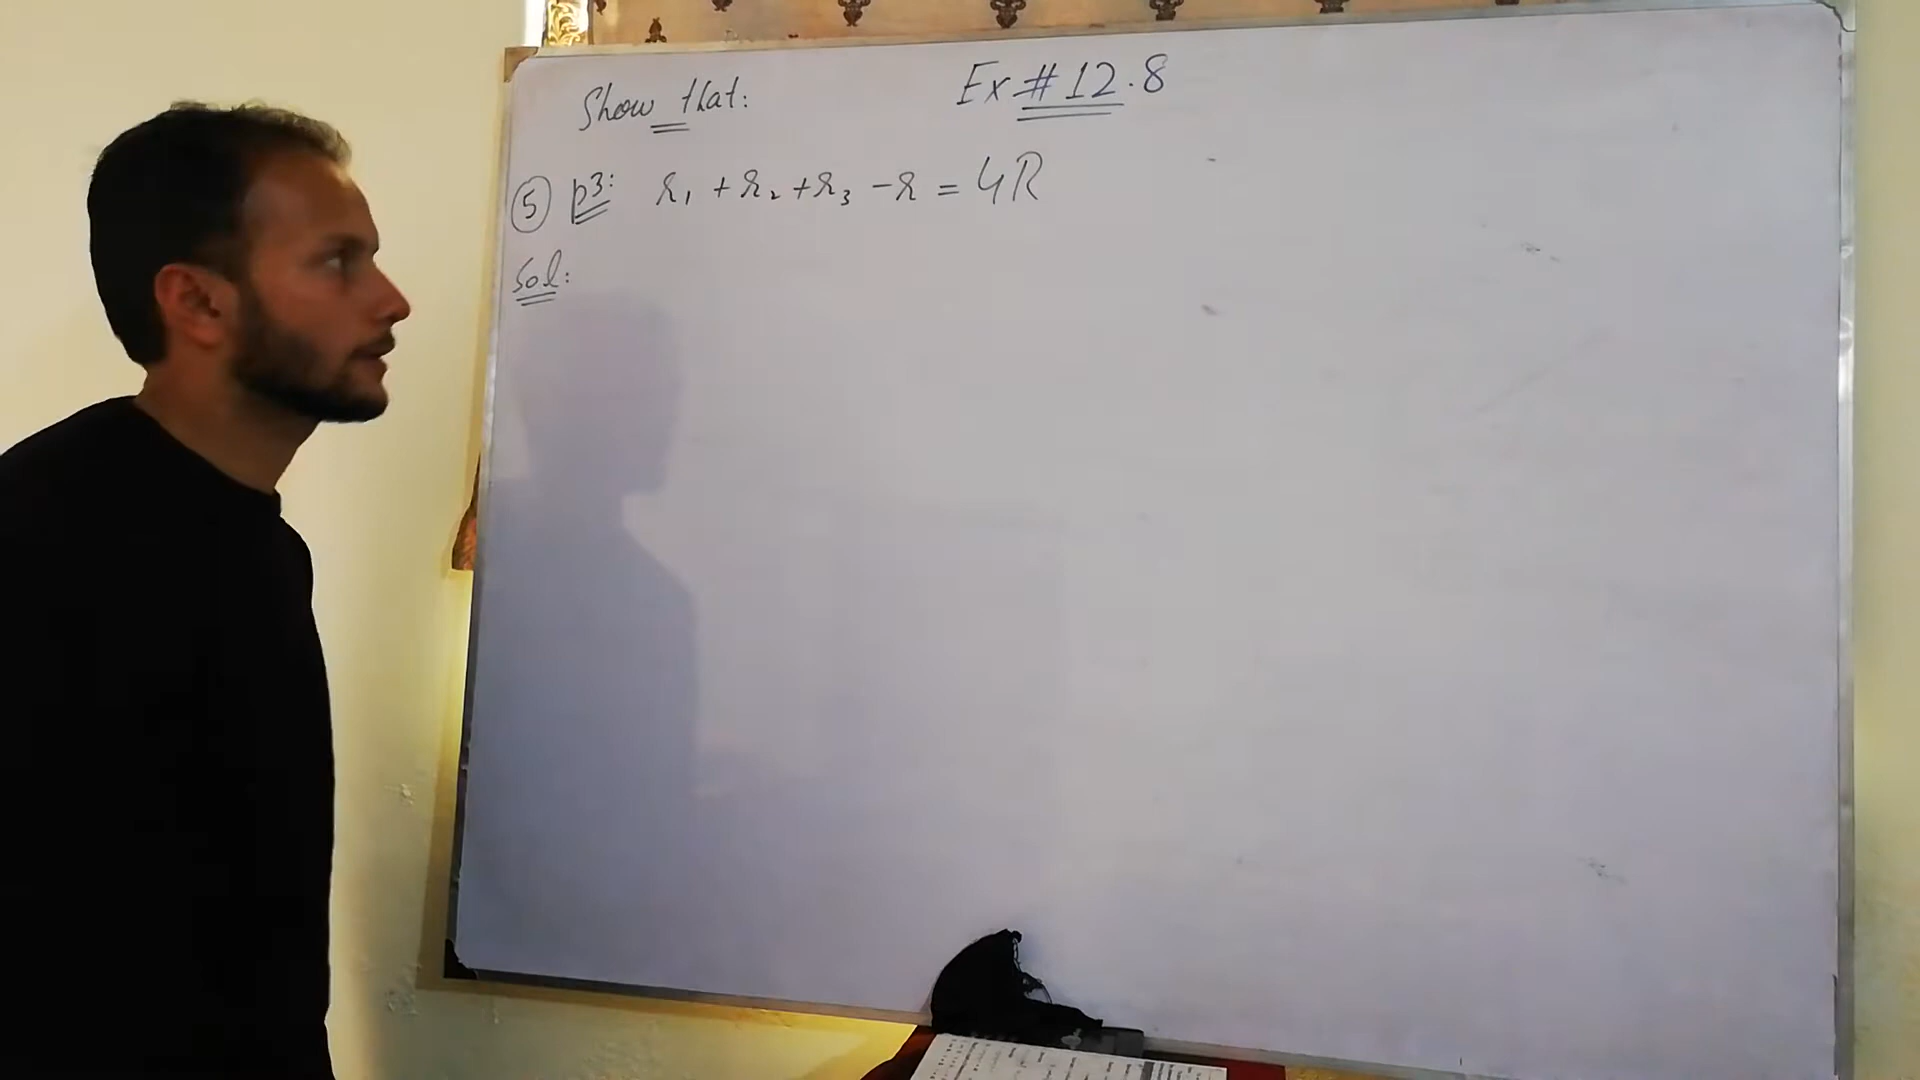 Show that: Ex # 12.8
⑤ p3: r₁ + r₂ + r₃ - r = 4R
Sol: